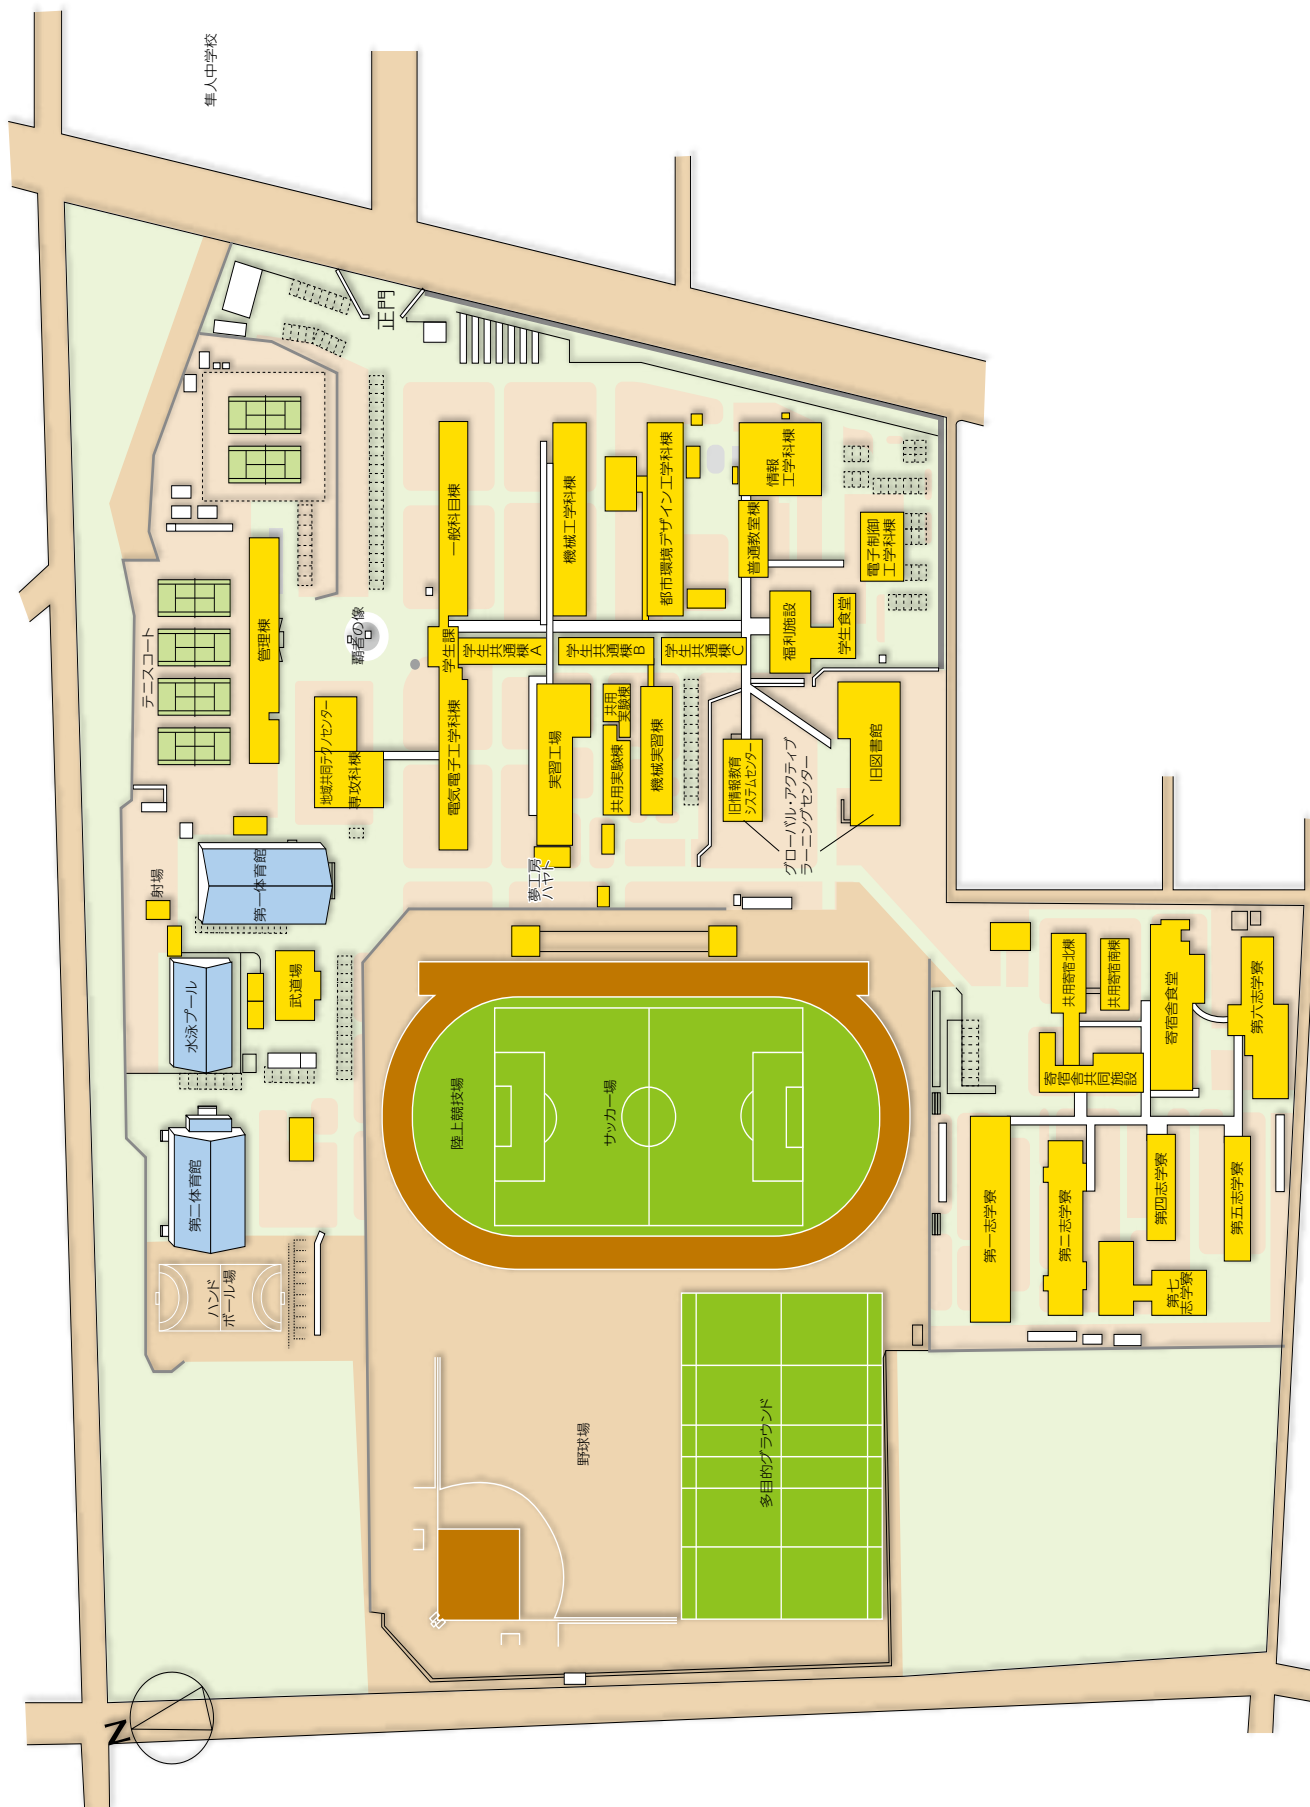 隼人中学校
正門
テニスコート
管理棟
覇者の像
一般科目棟
機械工学科棟
都市環境デザイン工学科棟
情報
工学科棟
普通教室棟
電子制御
工学科棟
学生課
学生共通棟A
学生共通棟B
学生共通棟C
福利施設
学生食堂
地域共同テクノセンター
専攻科棟
電気電子工学科棟
実習工場
共用
実験棟
共用実験棟
機械実習棟
旧情報教育
システムセンター
グローバル・アクティブ
ラーニングセンター
旧図書館
夢工房
ハヤト
射場
第一体育館
水泳プール
武道場
第二体育館
ハンド
ボール場
陸上競技場
サッカー場
野球場
多目的グラウンド
共用寄宿北棟
共用寄宿南棟
寄宿舎食堂
第六志学寮
寄宿舎共同施設
第一志学寮
第二志学寮
第四志学寮
第五志学寮
第七
志学寮
N